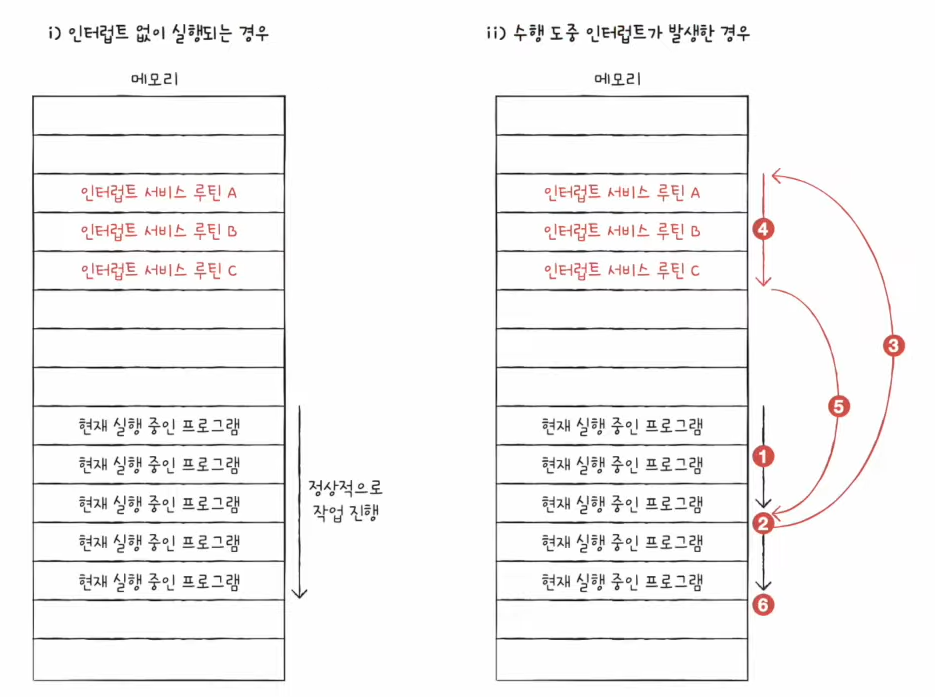 i) 인터럽트 없이 실행되는 경우
메모리
인터럽트 서비스 루틴 A
인터럽트 서비스 루틴 B
인터럽트 서비스 루틴 C
현재 실행 중인 프로그램
현재 실행 중인 프로그램
현재 실행 중인 프로그램
현재 실행 중인 프로그램
현재 실행 중인 프로그램
정상적으로
작업 진행
ii) 수행 도중 인터럽트가 발생한 경우
메모리
인터럽트 서비스 루틴 A
인터럽트 서비스 루틴 B
인터럽트 서비스 루틴 C
현재 실행 중인 프로그램
현재 실행 중인 프로그램
현재 실행 중인 프로그램
현재 실행 중인 프로그램
현재 실행 중인 프로그램
4
3
5
1
2
6